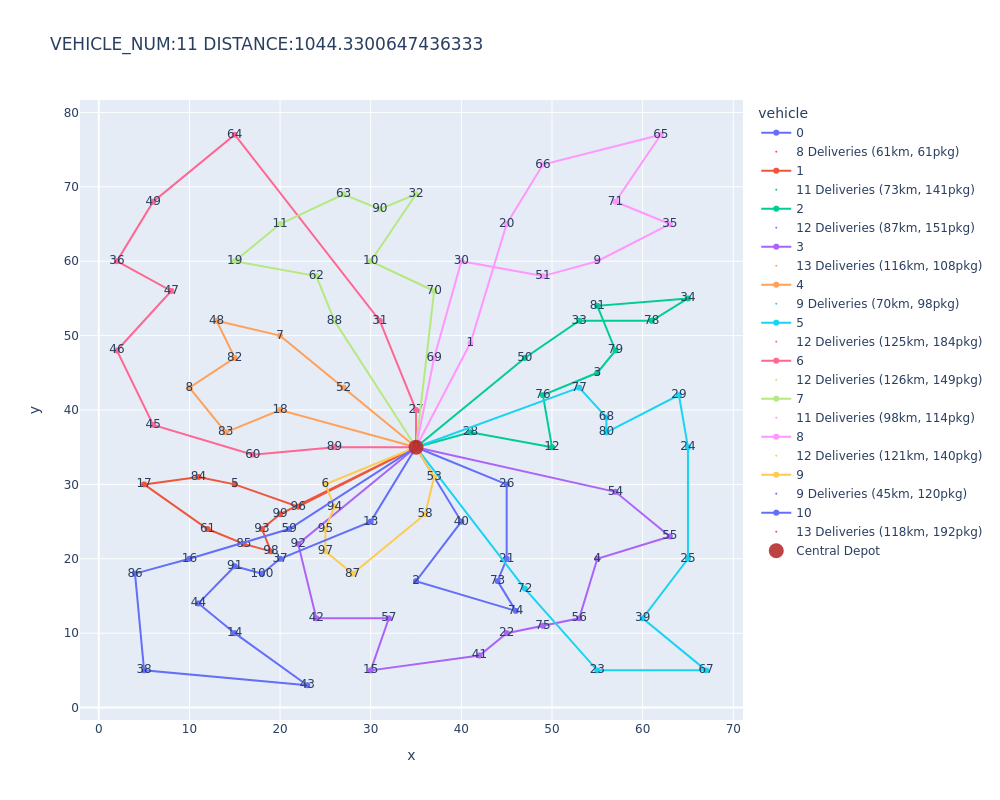 VEHICLE_NUM:11 DISTANCE:1044.3300647436333
80
64 65
66
70
63 32
49 71
90
11 20 35
60 36 19 10 30 9
62 51
47 70
34
81
48 88 31 33 78
50 7
1
46 79
82 69 50
3
8 52 77
76 29
40 18 27
68
45
83 28 80
89 12 24
60
84 53
30 17 5 6 26
54
96 94
99 58
13 40
61 93 59 95
55
85 92
98 97
20 16 37 21 4 25
91
86 100 87
2 73
72
44
74
42 57 56 39
75
10 14 22
41
38 15 23 67
43
0
0 10 20 30 40 50 60 70
x
y
vehicle
0
8 Deliveries (61km, 61pkg)
1
11 Deliveries (73km, 141pkg)
2
12 Deliveries (87km, 151pkg)
3
13 Deliveries (116km, 108pkg)
4
9 Deliveries (70km, 98pkg)
5
12 Deliveries (125km, 184pkg)
6
12 Deliveries (126km, 149pkg)
7
11 Deliveries (98km, 114pkg)
8
12 Deliveries (121km, 140pkg)
9
9 Deliveries (45km, 120pkg)
10
13 Deliveries (118km, 192pkg)
Central Depot